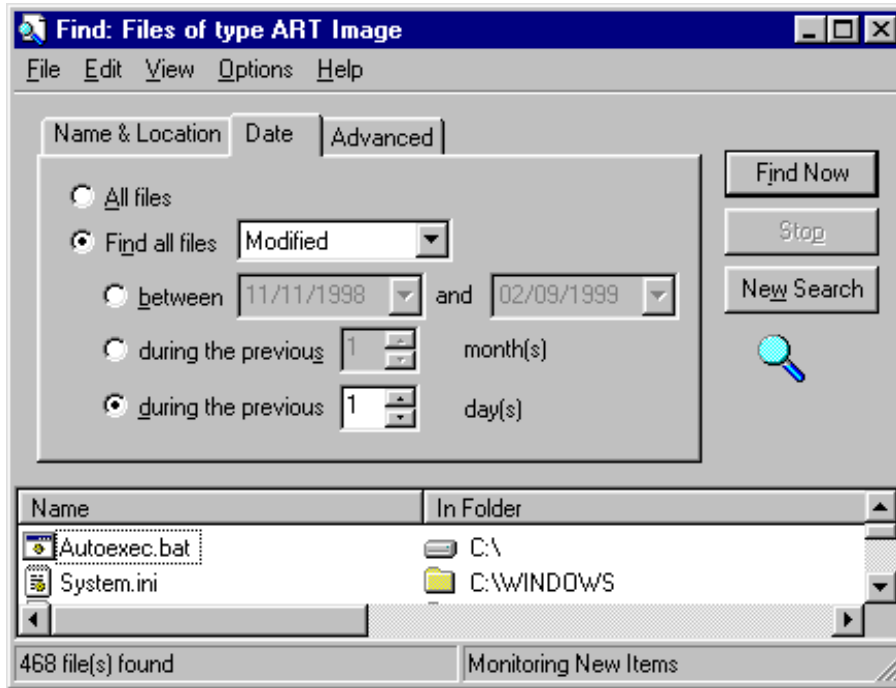 Find: Files of type ART Image
File Edit View Options Help
Name & Location Date Advanced
All files
Find all files Modified
between 11/11/1998 and 02/09/1999
during the previous 1 month(s)
during the previous 1 day(s)
Find Now
Stop
New Search
Name In Folder
Autoexec.bat C:\
System.ini C:\WINDOWS
468 file(s) found Monitoring New Items